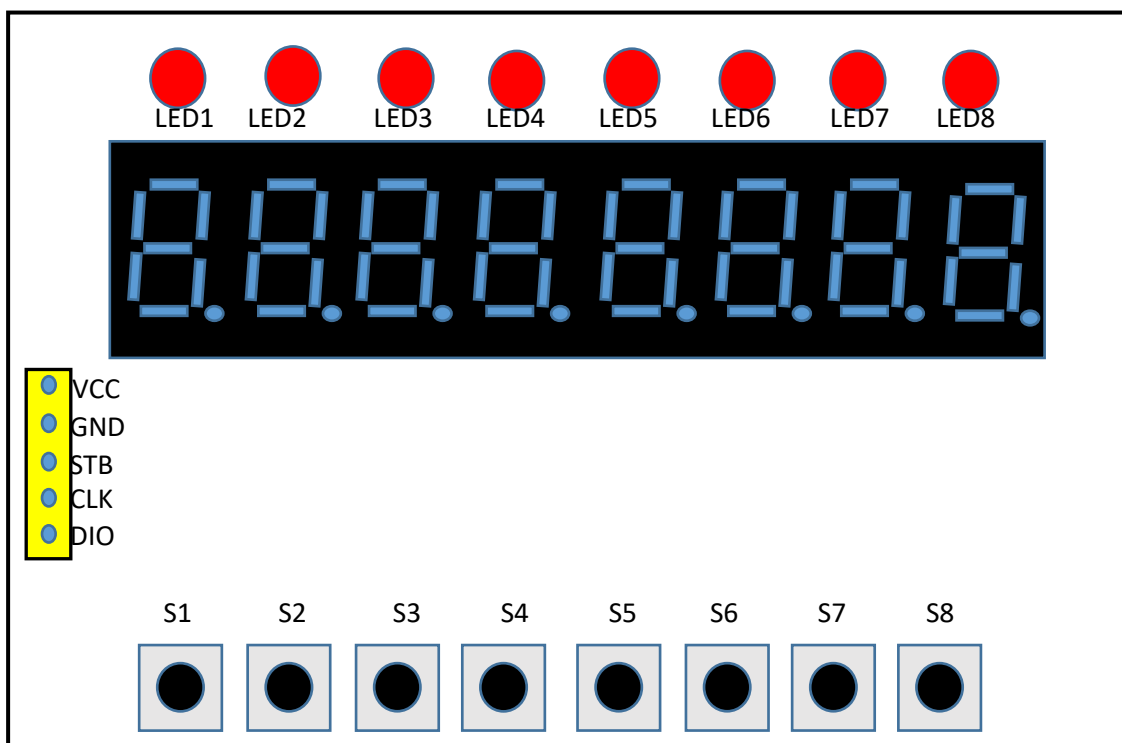 LED1 LED2 LED3 LED4 LED5 LED6 LED7 LED8
VCC
GND
STB
CLK
DIO
S1 S2 S3 S4 S5 S6 S7 S8